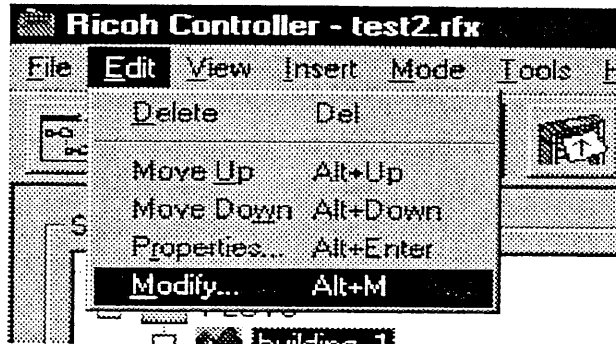 Ricoh Controller - test2.rfx
File Edit View Insert Mode Tools
Delete Del
Move Up Alt+Up
Move Down Alt+Down
Properties... Alt+Enter
Modify... Alt+M
building_1